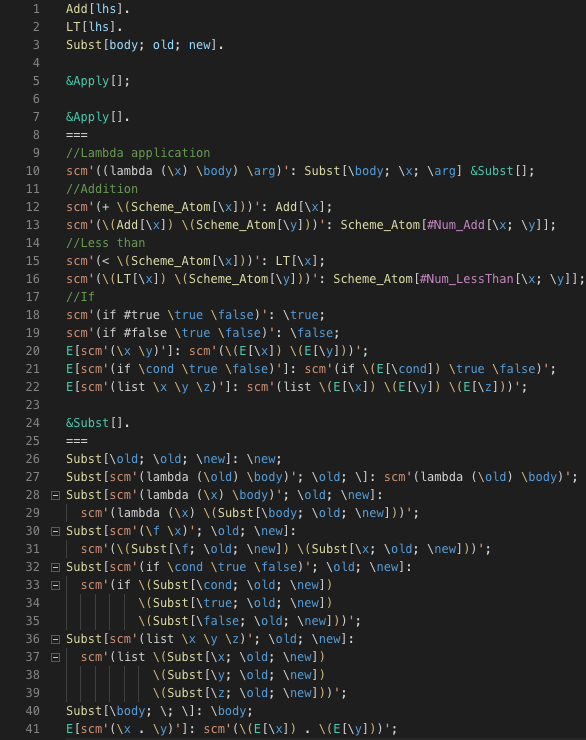 1 Add[lhs].
2 LT[lhs].
3 Subst[body; old; new].
4
5 &Apply[];
6
7 &Apply[].
8 ===
9 //Lambda application
10 scm'((lambda (\x) \body) \arg)': Subst[\body; \x; \arg] &Subst[];
11 //Addition
12 scm'(+ \(Scheme_Atom[\x]))': Add[\x];
13 scm'(\(Add[\x]) \(Scheme_Atom[\y]))': Scheme_Atom[#Num_Add[\x; \y]];
14 //Less than
15 scm'(< \(Scheme_Atom[\x]))': LT[\x];
16 scm'(\(LT[\x]) \(Scheme_Atom[\y]))': Scheme_Atom[#Num_LessThan[\x; \y]];
17 //If
18 scm'(if #true \true \false)': \true;
19 scm'(if #false \true \false)': \false;
20 E[scm'(\x \y)']: scm'(\(E[\x]) \(E[\y]))';
21 E[scm'(if \cond \true \false)']: scm'(if \(E[\cond]) \true \false)';
22 E[scm'(list \x \y \z)']: scm'(list \(E[\x]) \(E[\y]) \(E[\z]))';
23
24 &Subst[].
25 ===
26 Subst[\old; \old; \new]: \new;
27 Subst[scm'(lambda (\old) \body)'; \old; \]: scm'(lambda (\old) \body)';
28 Subst[scm'(lambda (\x) \body)'; \old; \new]:
29 scm'(lambda (\x) \(Subst[\body; \old; \new]))';
30 Subst[scm'(\f \x)'; \old; \new]:
31 scm'(\(Subst[\f; \old; \new]) \(Subst[\x; \old; \new]))';
32 Subst[scm'(if \cond \true \false)'; \old; \new]:
33 scm'(if \(Subst[\cond; \old; \new])
34 \(Subst[\true; \old; \new])
35 \(Subst[\false; \old; \new]))';
36 Subst[scm'(list \x \y \z)'; \old; \new]:
37 scm'(list \(Subst[\x; \old; \new])
38 \(Subst[\y; \old; \new])
39 \(Subst[\z; \old; \new]))';
40 Subst[\body; \; \]: \body;
41 E[scm'(\x . \y)']: scm'(\(E[\x]) . \(E[\y]))';